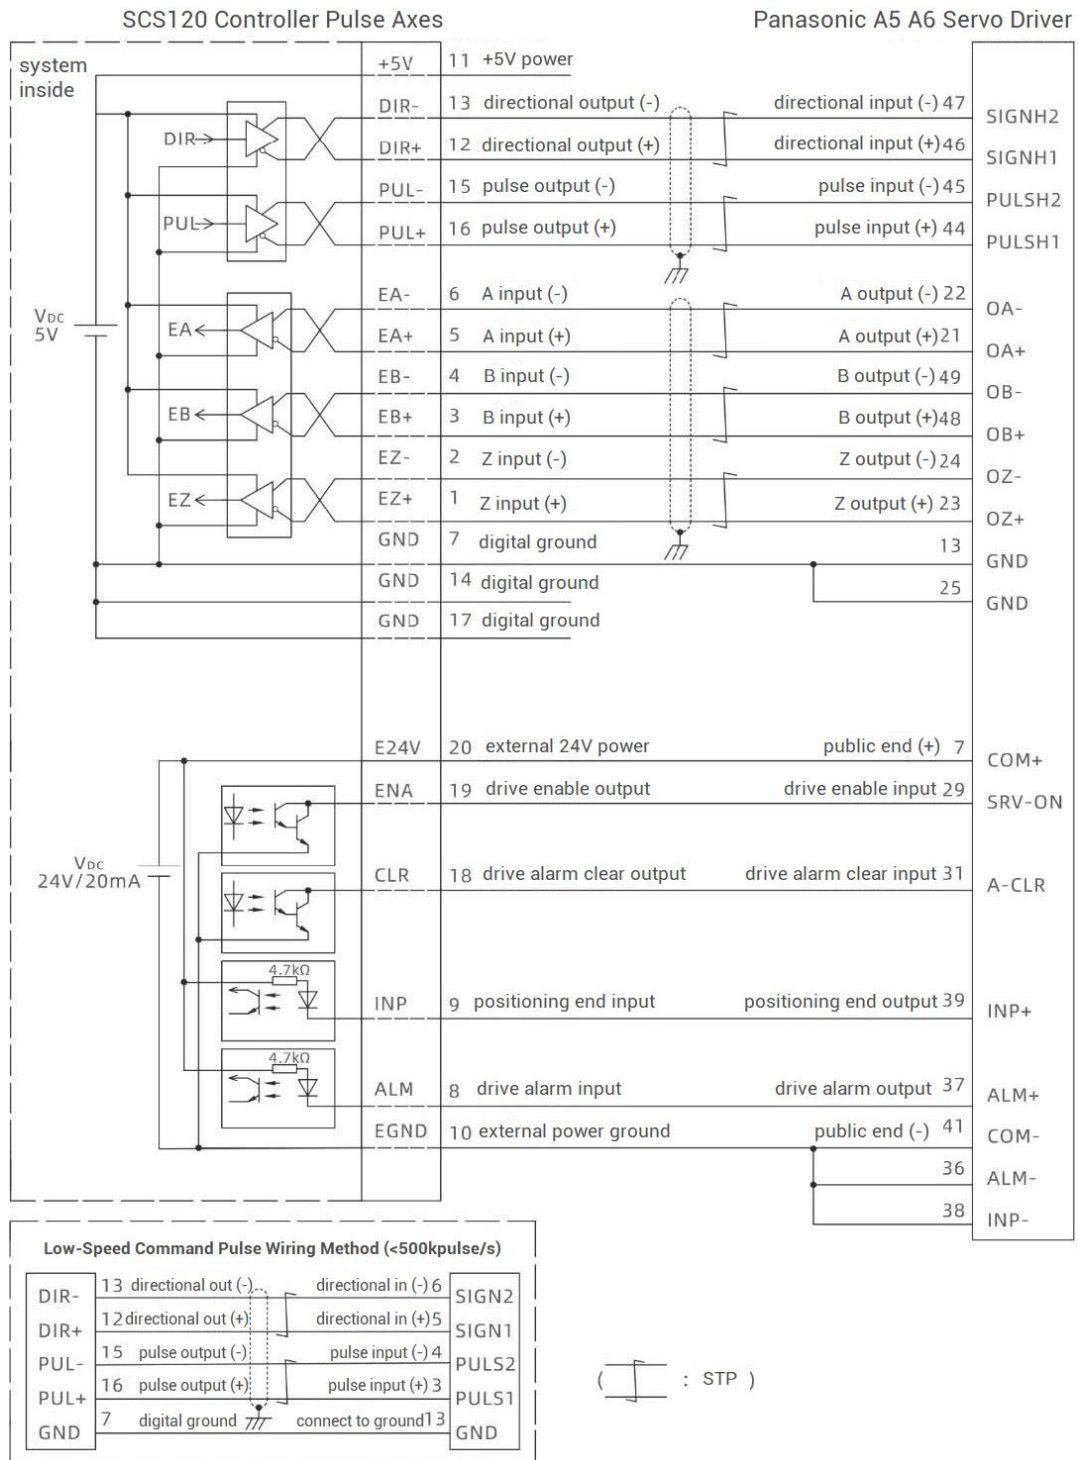 SCS120 Controller Pulse Axes Panasonic A5 A6 Servo Driver
system
inside
+5V 11 +5V power
DIR- 13 directional output (-) directional input (-) 47 SIGNH2
DIR
DIR+ 12 directional output (+) directional input (+) 46 SIGNH1
PUL- 15 pulse output (-) pulse input (-) 45 PULSH2
PUL
PUL+ 16 pulse output (+) pulse input (+) 44 PULSH1
EA- 6 A input (-) A output (-) 22 OA-
VDC
5V
EA
EA+ 5 A input (+) A output (+) 21 OA+
EB- 4 B input (-) B output (-) 49 OB-
EB
EB+ 3 B input (+) B output (+) 48 OB+
EZ- 2 Z input (-) Z output (-) 24 OZ-
EZ
EZ+ 1 Z input (+) Z output (+) 23 OZ+
GND 7 digital ground 13 GND
GND 14 digital ground 25 GND
GND 17 digital ground
E24V 20 external 24V power public end (+) 7 COM+
ENA 19 drive enable output drive enable input 29 SRV-ON
VDC
24V/20mA
CLR 18 drive alarm clear output drive alarm clear input 31 A-CLR
4.7kΩ
INP 9 positioning end input positioning end output 39 INP+
4.7kΩ
ALM 8 drive alarm input drive alarm output 37 ALM+
EGND 10 external power ground public end (-) 41 COM-
36 ALM-
38 INP-
Low-Speed Command Pulse Wiring Method (<500kpulse/s)
DIR- 13 directional out (-) directional in (-) 6 SIGN2
DIR+ 12 directional out (+) directional in (+) 5 SIGN1
PUL- 15 pulse output (-) pulse input (-) 4 PULS2
PUL+ 16 pulse output (+) pulse input (+) 3 PULS1
GND 7 digital ground connect to ground 13 GND
( : STP )